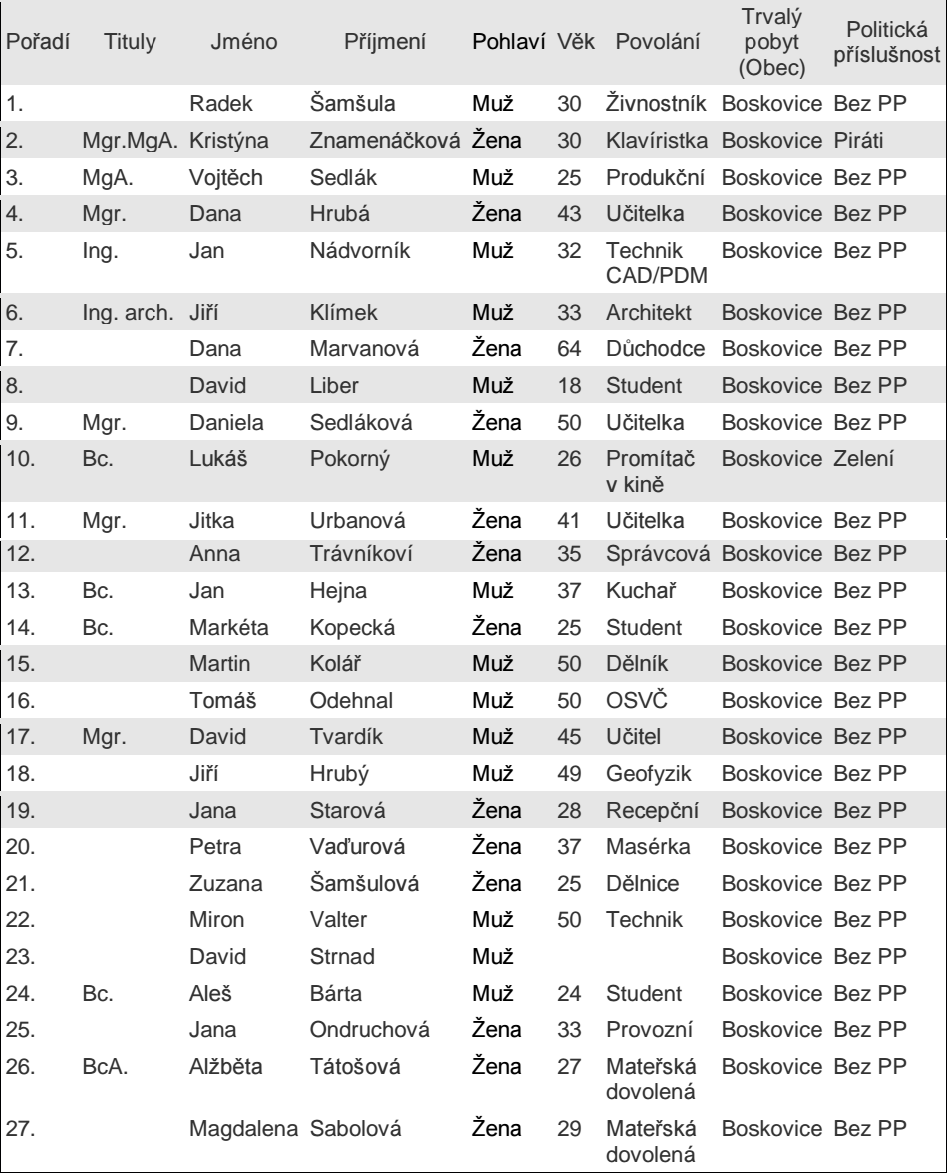 Pořadí Tituly Jméno Příjmení Pohlaví Věk Povolání Trvalý pobyt (Obec) Politická příslušnost
1. Radek Šamšula Muž 30 Živnostník Boskovice Bez PP
2. Mgr.MgA. Kristýna Znamenáčková Žena 30 Klavíristka Boskovice Piráti
3. MgA. Vojtěch Sedlák Muž 25 Produkční Boskovice Bez PP
4. Mgr. Dana Hrubá Žena 43 Učitelka Boskovice Bez PP
5. Ing. Jan Nádvorník Muž 32 Technik CAD/PDM Boskovice Bez PP
6. Ing. arch. Jiří Klímek Muž 33 Architekt Boskovice Bez PP
7. Dana Marvanová Žena 64 Důchodce Boskovice Bez PP
8. David Liber Muž 18 Student Boskovice Bez PP
9. Mgr. Daniela Sedláková Žena 50 Učitelka Boskovice Bez PP
10. Bc. Lukáš Pokorný Muž 26 Promítač v kině Boskovice Zelení
11. Mgr. Jitka Urbanová Žena 41 Učitelka Boskovice Bez PP
12. Anna Trávníkoví Žena 35 Správcová Boskovice Bez PP
13. Bc. Jan Hejna Muž 37 Kuchař Boskovice Bez PP
14. Bc. Markéta Kopecká Žena 25 Student Boskovice Bez PP
15. Martin Kolář Muž 50 Dělník Boskovice Bez PP
16. Tomáš Odehnal Muž 50 OSVČ Boskovice Bez PP
17. Mgr. David Tvardík Muž 45 Učitel Boskovice Bez PP
18. Jiří Hrubý Muž 49 Geofyzik Boskovice Bez PP
19. Jana Starová Žena 28 Recepční Boskovice Bez PP
20. Petra Vaďurová Žena 37 Masérka Boskovice Bez PP
21. Zuzana Šamšulová Žena 25 Dělnice Boskovice Bez PP
22. Miron Valter Muž 50 Technik Boskovice Bez PP
23. David Strnad Muž Boskovice Bez PP
24. Bc. Aleš Bárta Muž 24 Student Boskovice Bez PP
25. Jana Ondruchová Žena 33 Provozní Boskovice Bez PP
26. BcA. Alžběta Tátošová Žena 27 Mateřská dovolená Boskovice Bez PP
27. Magdalena Sabolová Žena 29 Mateřská dovolená Boskovice Bez PP